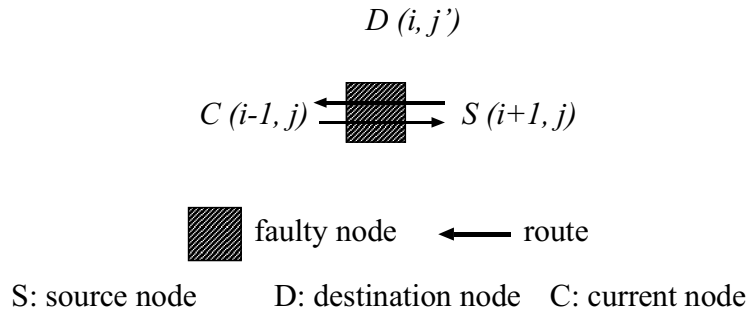 D (i, j’)
C (i-1, j) S (i+1, j)
faulty node route
S: source node D: destination node C: current node